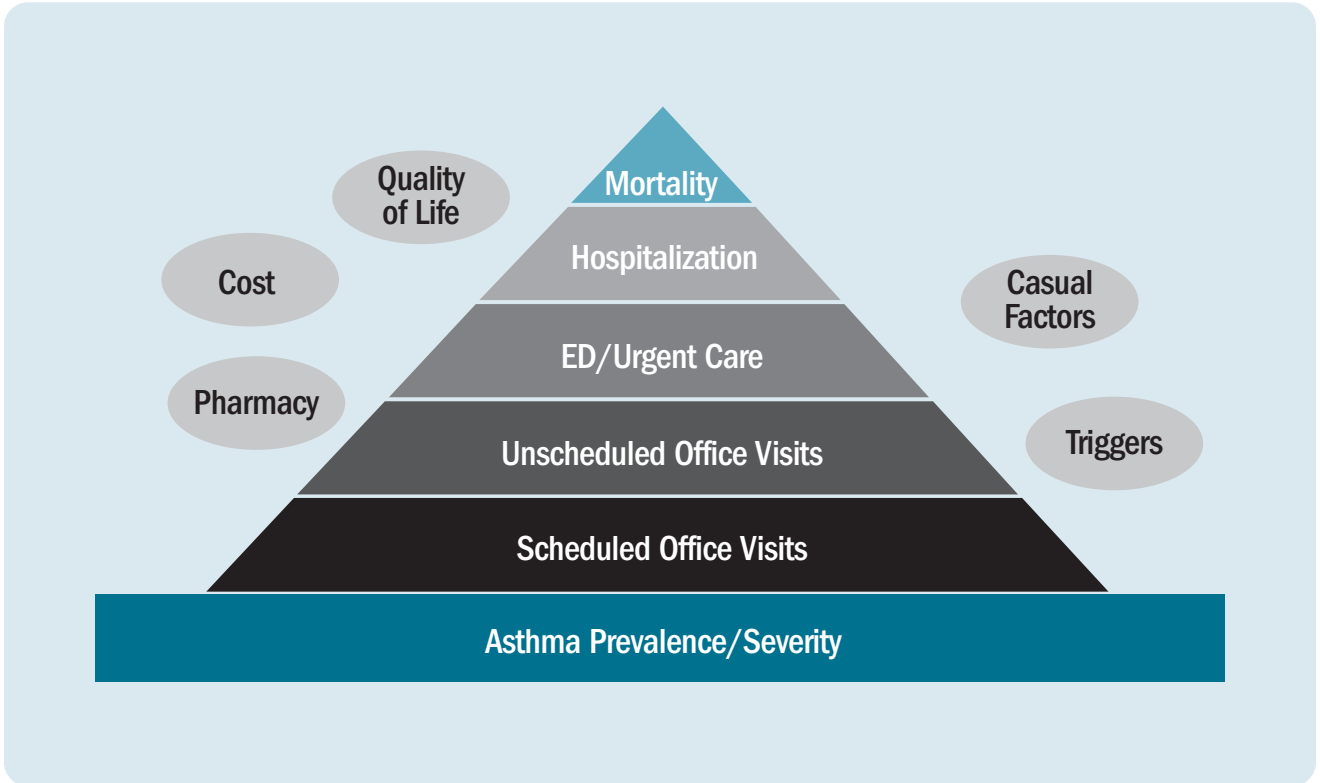 Mortality
Quality
of Life
Hospitalization
Cost
Casual
Factors
ED/Urgent Care
Pharmacy
Unscheduled Office Visits
Triggers
Scheduled Office Visits
Asthma Prevalence/Severity